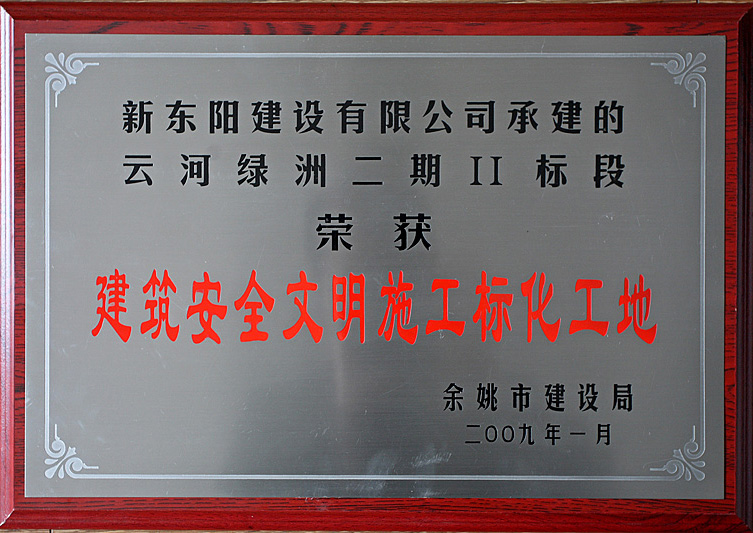 新东阳建设有限公司承建的
云河绿洲二期II标段
荣获
建筑安全文明施工标化工地
余姚市建设局
二〇〇九年一月